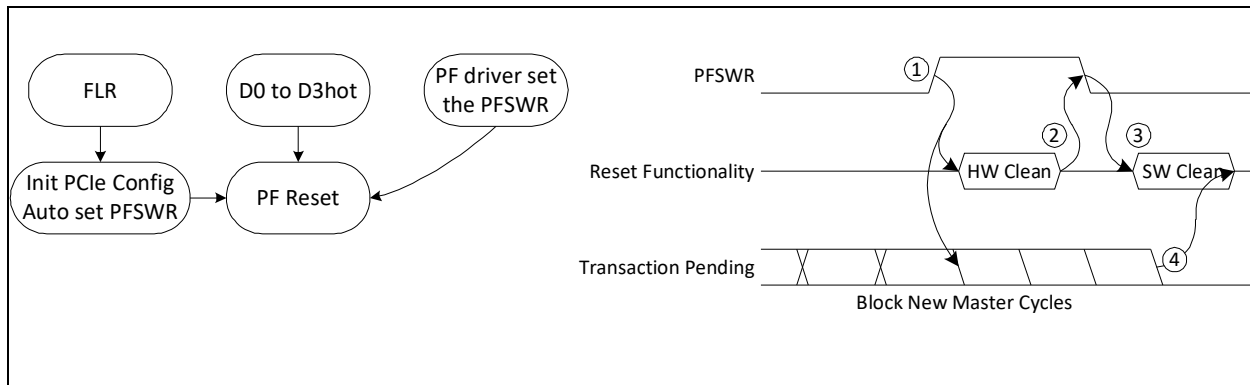 FLR
D0 to D3hot
PF driver set
the PFSWR
Init PCIe Config
Auto set PFSWR
PF Reset
PFSWR
1
2
3
Reset Functionality
HW Clean
SW Clean
Transaction Pending
4
Block New Master Cycles